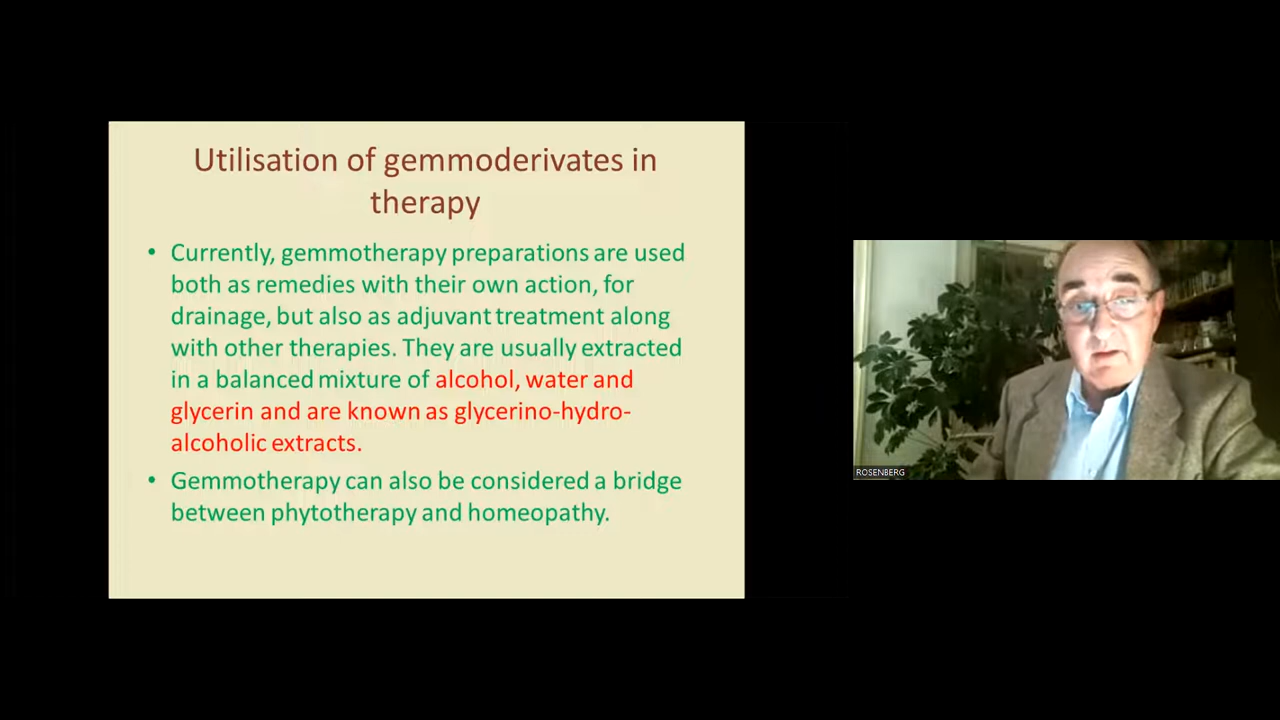 Utilisation of gemmoderivates in
therapy
• Currently, gemmotherapy preparations are used
both as remedies with their own action, for
drainage, but also as adjuvant treatment along
with other therapies. They are usually extracted
in a balanced mixture of alcohol, water and
glycerin and are known as glycerino-hydro-
alcoholic extracts.
• Gemmotherapy can also be considered a bridge
between phytotherapy and homeopathy.
ROSENBERG